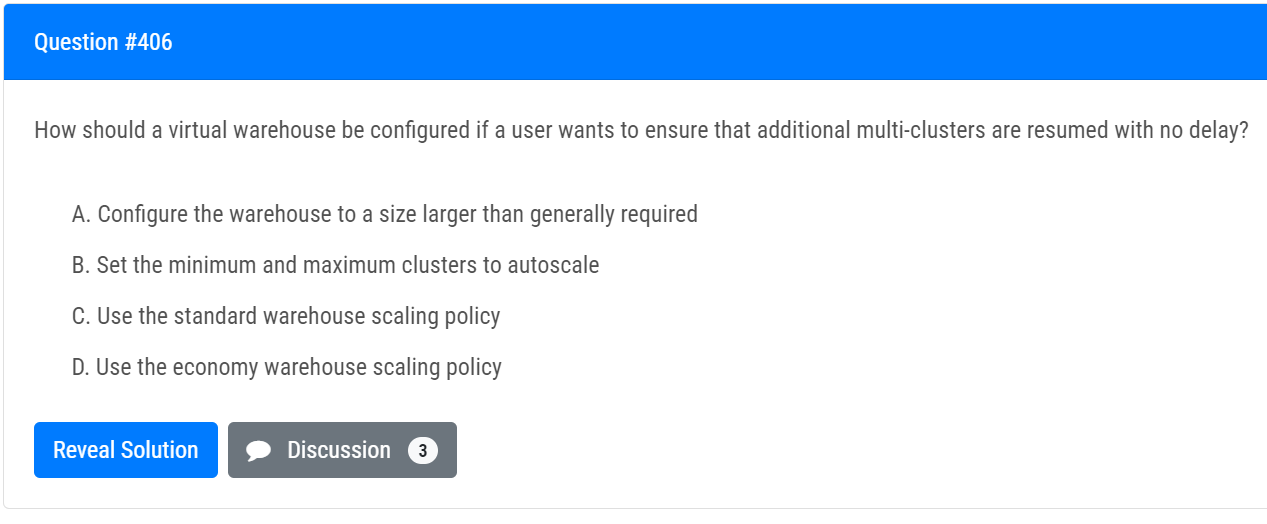 Question #406
How should a virtual warehouse be configured if a user wants to ensure that additional multi-clusters are resumed with no delay?
A. Configure the warehouse to a size larger than generally required
B. Set the minimum and maximum clusters to autoscale
C. Use the standard warehouse scaling policy
D. Use the economy warehouse scaling policy
Reveal Solution Discussion 3